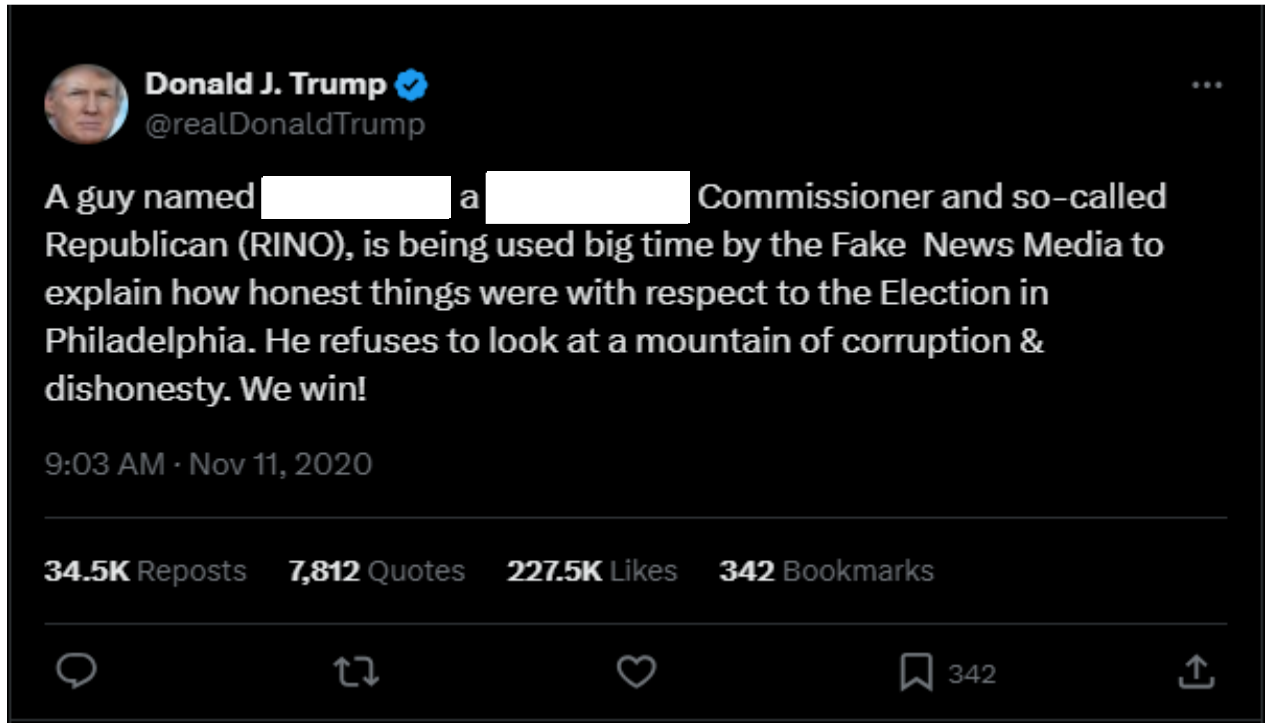 Donald J. Trump
@realDonaldTrump
A guy named a Commissioner and so-called
Republican (RINO), is being used big time by the Fake  News Media to
explain how honest things were with respect to the Election in
Philadelphia. He refuses to look at a mountain of corruption &
dishonesty. We win!
9:03 AM · Nov 11, 2020
34.5K Reposts 7,812 Quotes 227.5K Likes 342 Bookmarks
342